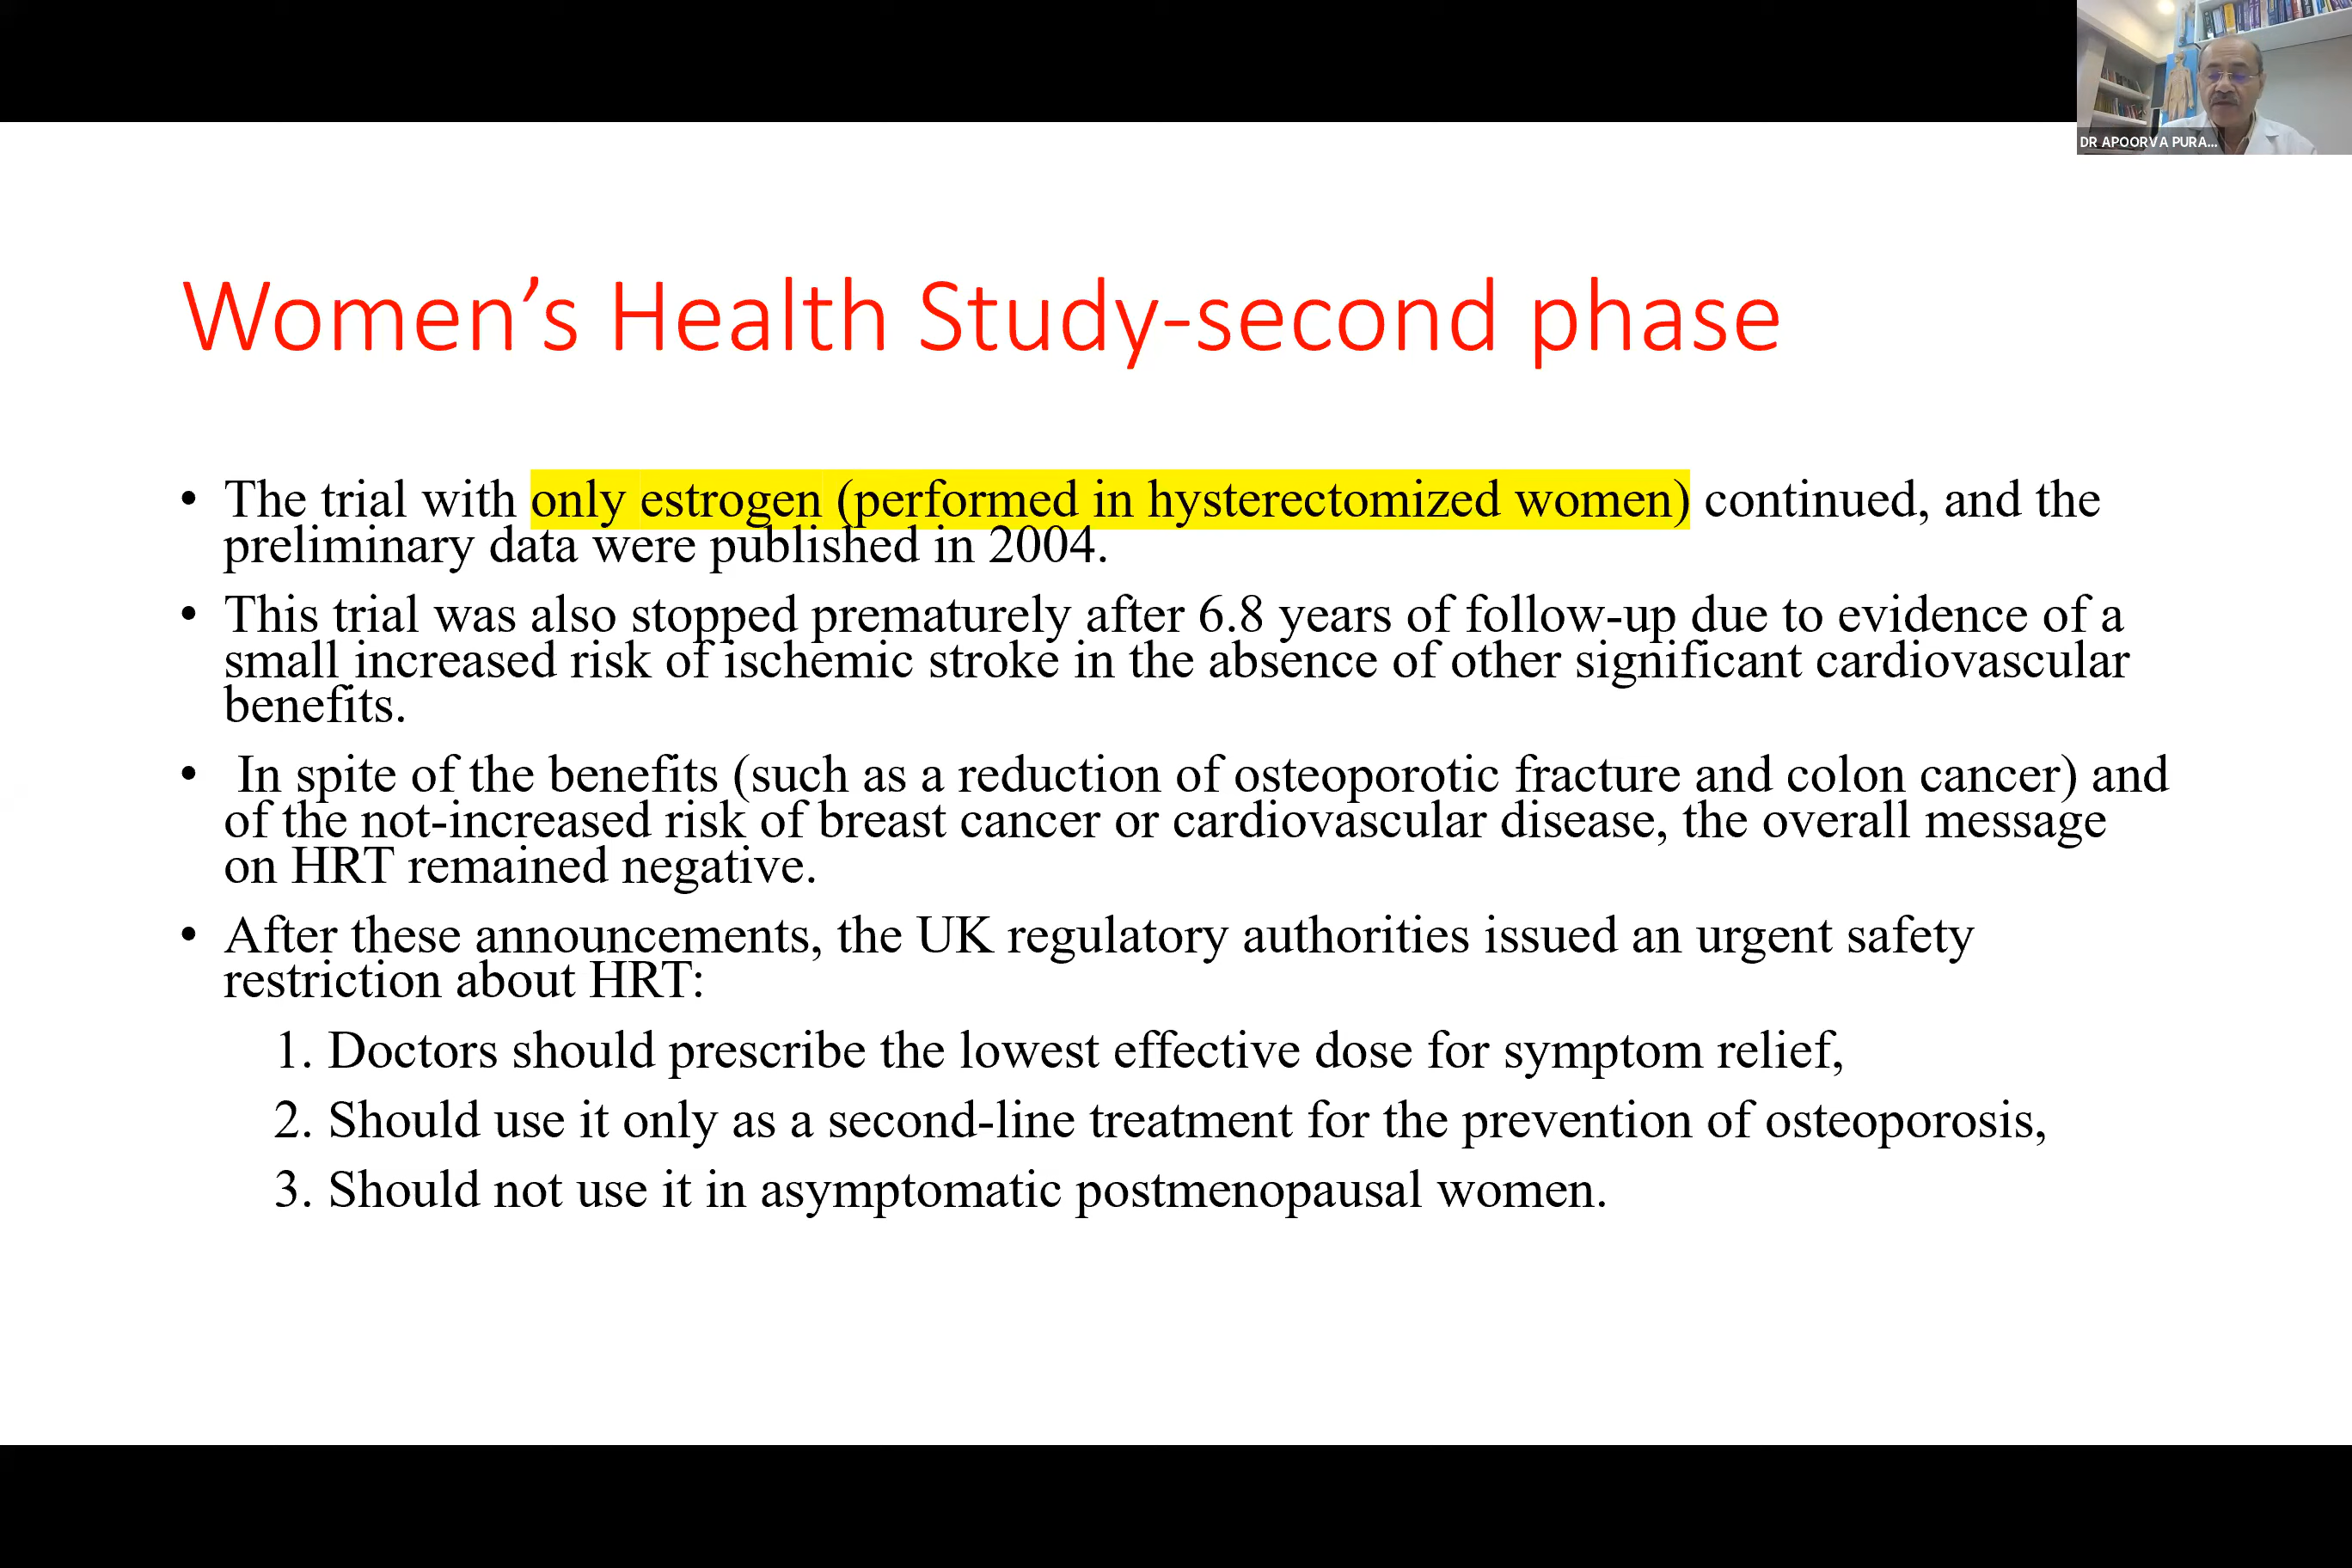 DR APOORVA PURA...
Women’s Health Study-second phase
• The trial with only estrogen (performed in hysterectomized women) continued, and the
preliminary data were published in 2004.
• This trial was also stopped prematurely after 6.8 years of follow-up due to evidence of a
small increased risk of ischemic stroke in the absence of other significant cardiovascular
benefits.
• In spite of the benefits (such as a reduction of osteoporotic fracture and colon cancer) and
of the not-increased risk of breast cancer or cardiovascular disease, the overall message
on HRT remained negative.
• After these announcements, the UK regulatory authorities issued an urgent safety
restriction about HRT:
1. Doctors should prescribe the lowest effective dose for symptom relief,
2. Should use it only as a second-line treatment for the prevention of osteoporosis,
3. Should not use it in asymptomatic postmenopausal women.